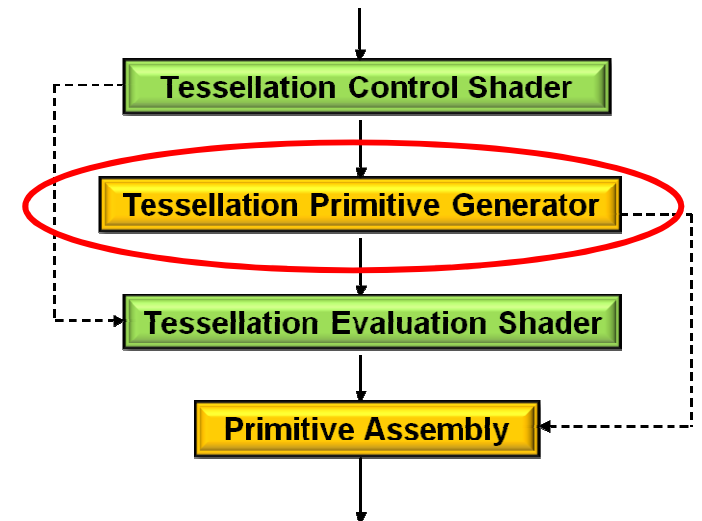 Tessellation Control Shader
Tessellation Primitive Generator
Tessellation Evaluation Shader
Primitive Assembly